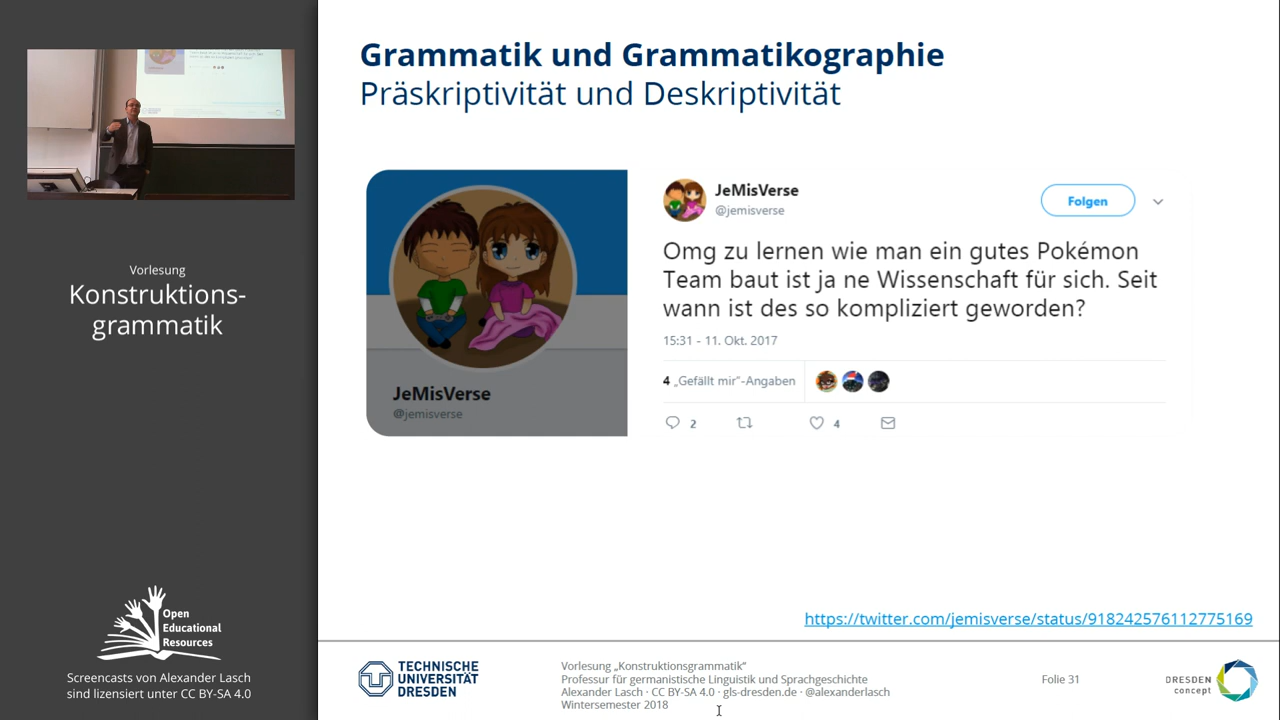 Grammatik und Grammatikographie
Präskriptivität und Deskriptivität
Vorlesung
Konstruktions-
grammatik
JeMisVerse
@jemisverse
JeMisVerse
@jemisverse
Folgen
Omg zu lernen wie man ein gutes Pokémon
Team baut ist ja ne Wissenschaft für sich. Seit
wann ist des so kompliziert geworden?
15:31 - 11. Okt. 2017
4 „Gefällt mir“-Angaben
2
4
https://twitter.com/jemisverse/status/918242576112775169
Open
Educational
Resources
Screencasts von Alexander Lasch
sind lizensiert unter CC BY-SA 4.0
TECHNISCHE
UNIVERSITÄT
DRESDEN
Vorlesung „Konstruktionsgrammatik“
Professur für germanistische Linguistik und Sprachgeschichte
Alexander Lasch · CC BY-SA 4.0 · gls-dresden.de · @alexanderlasch
Wintersemester 2018
Folie 31
DRESDEN
concept